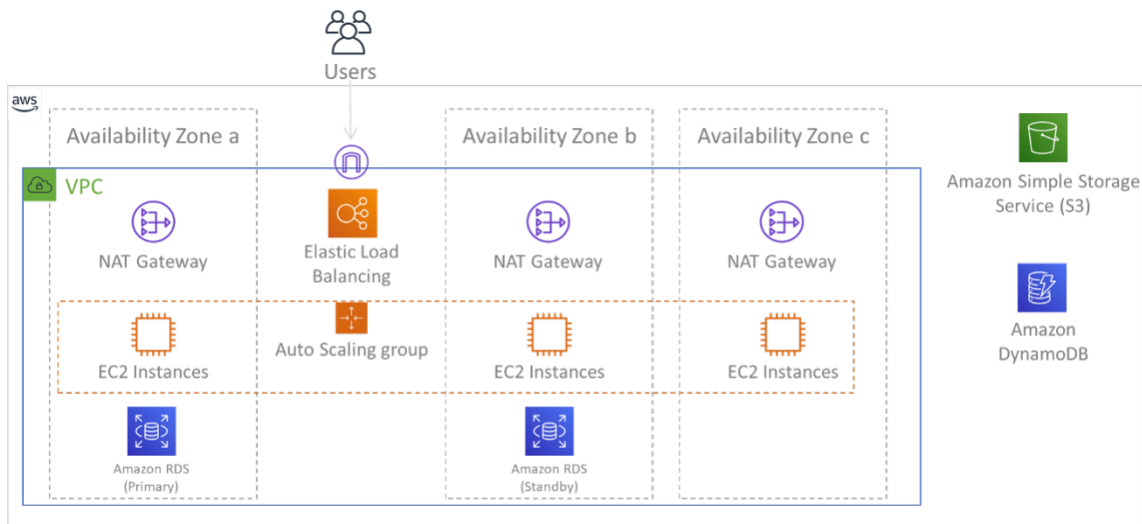 Users
aws
Availability Zone a
Availability Zone b
Availability Zone c
VPC
Amazon Simple Storage
Service (S3)
NAT Gateway
Elastic Load
Balancing
NAT Gateway
NAT Gateway
Amazon
DynamoDB
Auto Scaling group
EC2 Instances
EC2 Instances
EC2 Instances
Amazon RDS
(Primary)
Amazon RDS
(Standby)